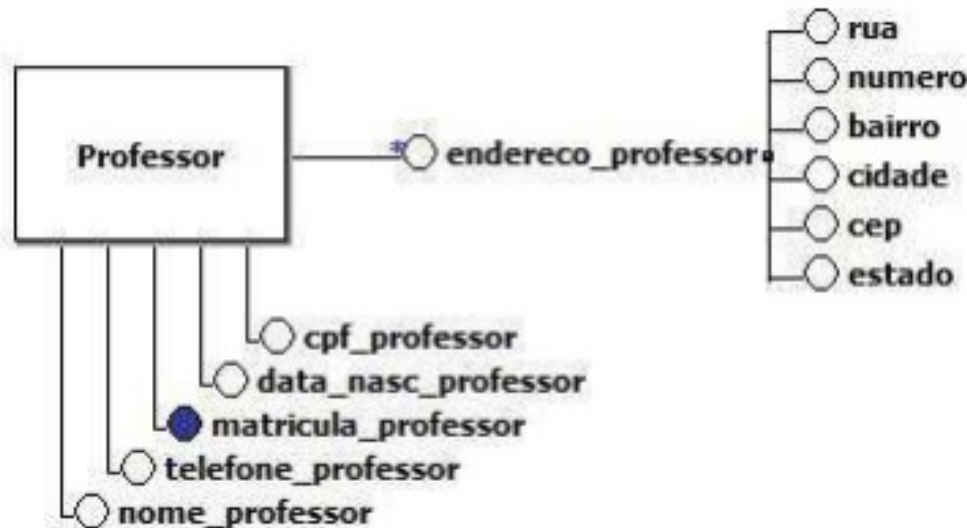 rua
numero
bairro
Professor
* endereco_professor
cidade
cep
estado
cpf_professor
data_nasc_professor
matricula_professor
telefone_professor
nome_professor